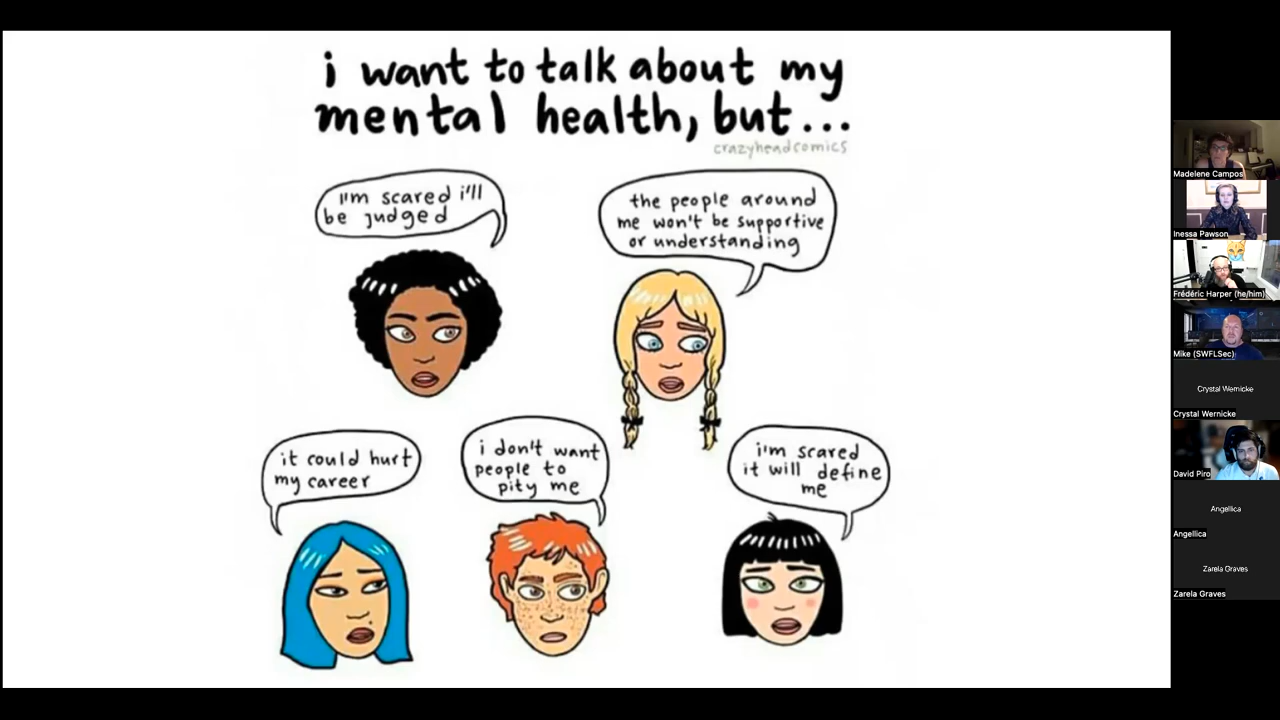 i want to talk about my
mental health, but...
crazyheadcomics
i'm scared i'll
be judged
the people around
me won't be supportive
or understanding
it could hurt
my career
i don't want
people to
pity me
i'm scared
it will define
me
Madelene Campos
Inessa Pawson
Frédéric Harper (he/him)
Mike (SWFLSec)
Crystal Wernicke
Crystal Wernicke
David Piro
Angellica
Angellica
Zarela Graves
Zarela Graves